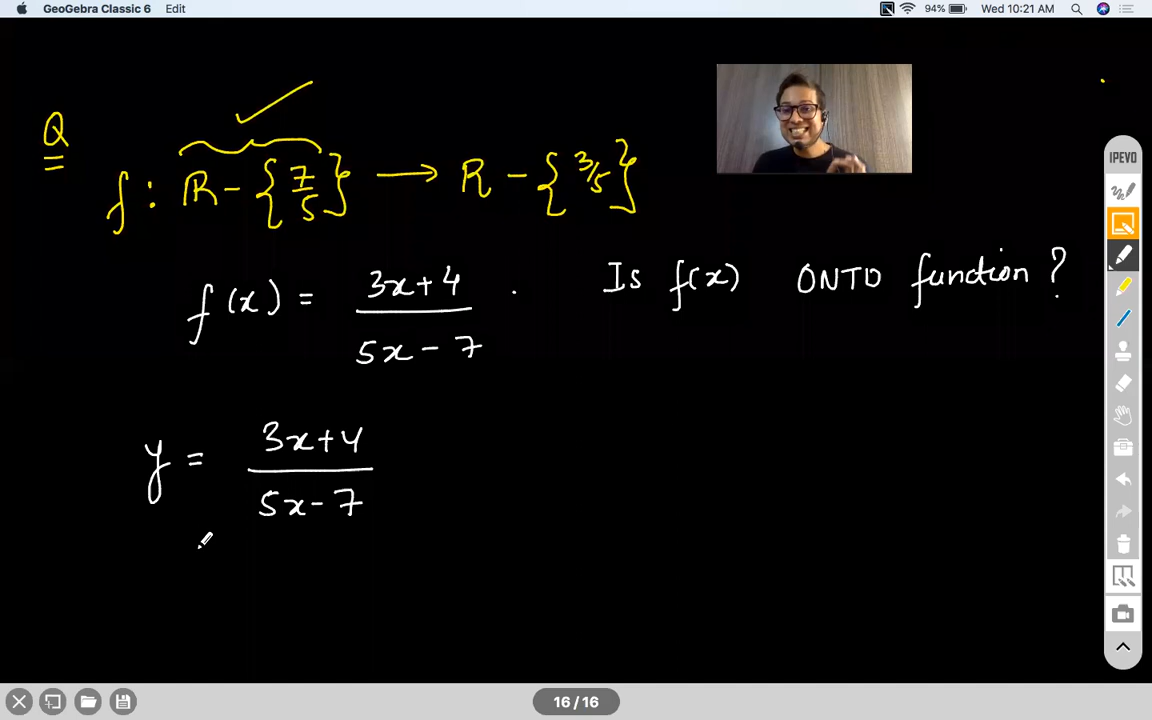 GeoGebra Classic 6 Edit 94% Wed 10:21 AM
Q
f : R - { 7/5 } → R - { 3/5 }
IPEVO
f(x) = 3x+4 / 5x-7 . Is f(x) ONTO function ?
y = 3x+4 / 5x-7
16 / 16